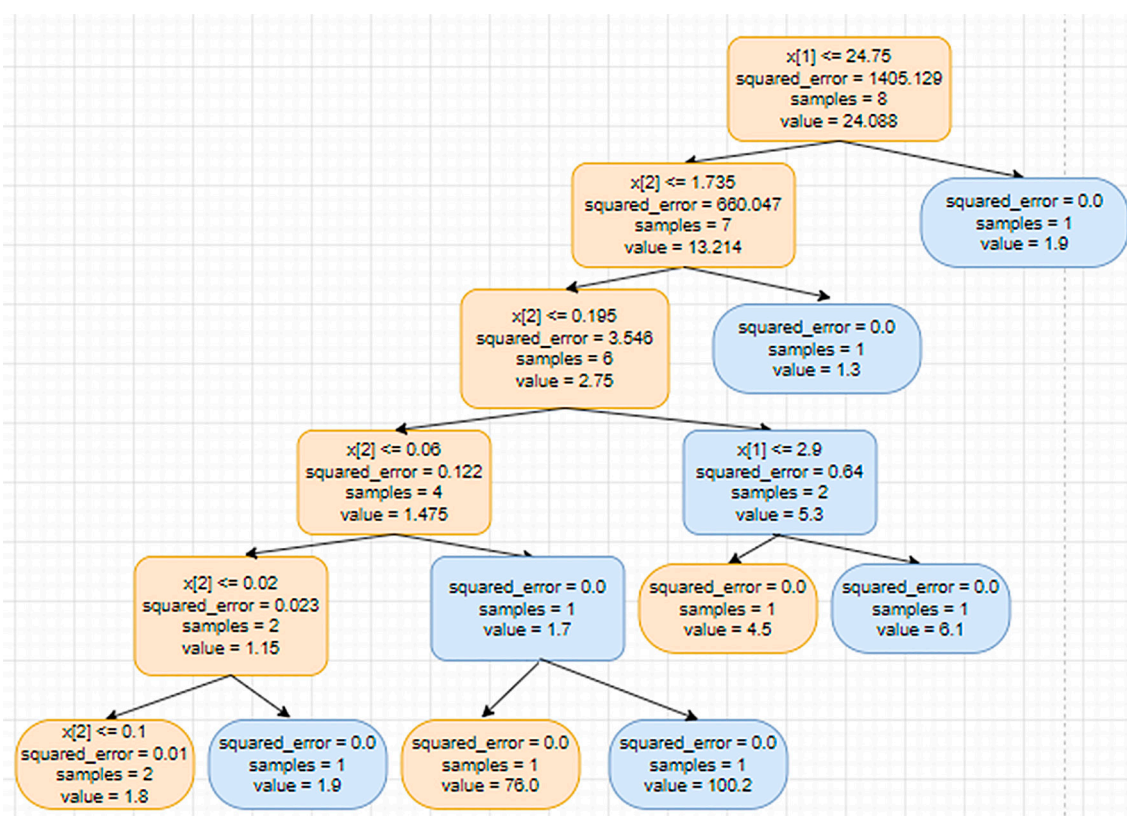 x[1] <= 24.75
squared_error = 1405.129
samples = 8
value = 24.088
x[2] <= 1.735
squared_error = 660.047
samples = 7
value = 13.214
squared_error = 0.0
samples = 1
value = 1.9
x[2] <= 0.195
squared_error = 3.546
samples = 6
value = 2.75
squared_error = 0.0
samples = 1
value = 1.3
x[2] <= 0.06
squared_error = 0.122
samples = 4
value = 1.475
x[1] <= 2.9
squared_error = 0.64
samples = 2
value = 5.3
x[2] <= 0.02
squared_error = 0.023
samples = 2
value = 1.15
squared_error = 0.0
samples = 1
value = 1.7
squared_error = 0.0
samples = 1
value = 4.5
squared_error = 0.0
samples = 1
value = 6.1
x[2] <= 0.1
squared_error = 0.01
samples = 2
value = 1.8
squared_error = 0.0
samples = 1
value = 1.9
squared_error = 0.0
samples = 1
value = 76.0
squared_error = 0.0
samples = 1
value = 100.2